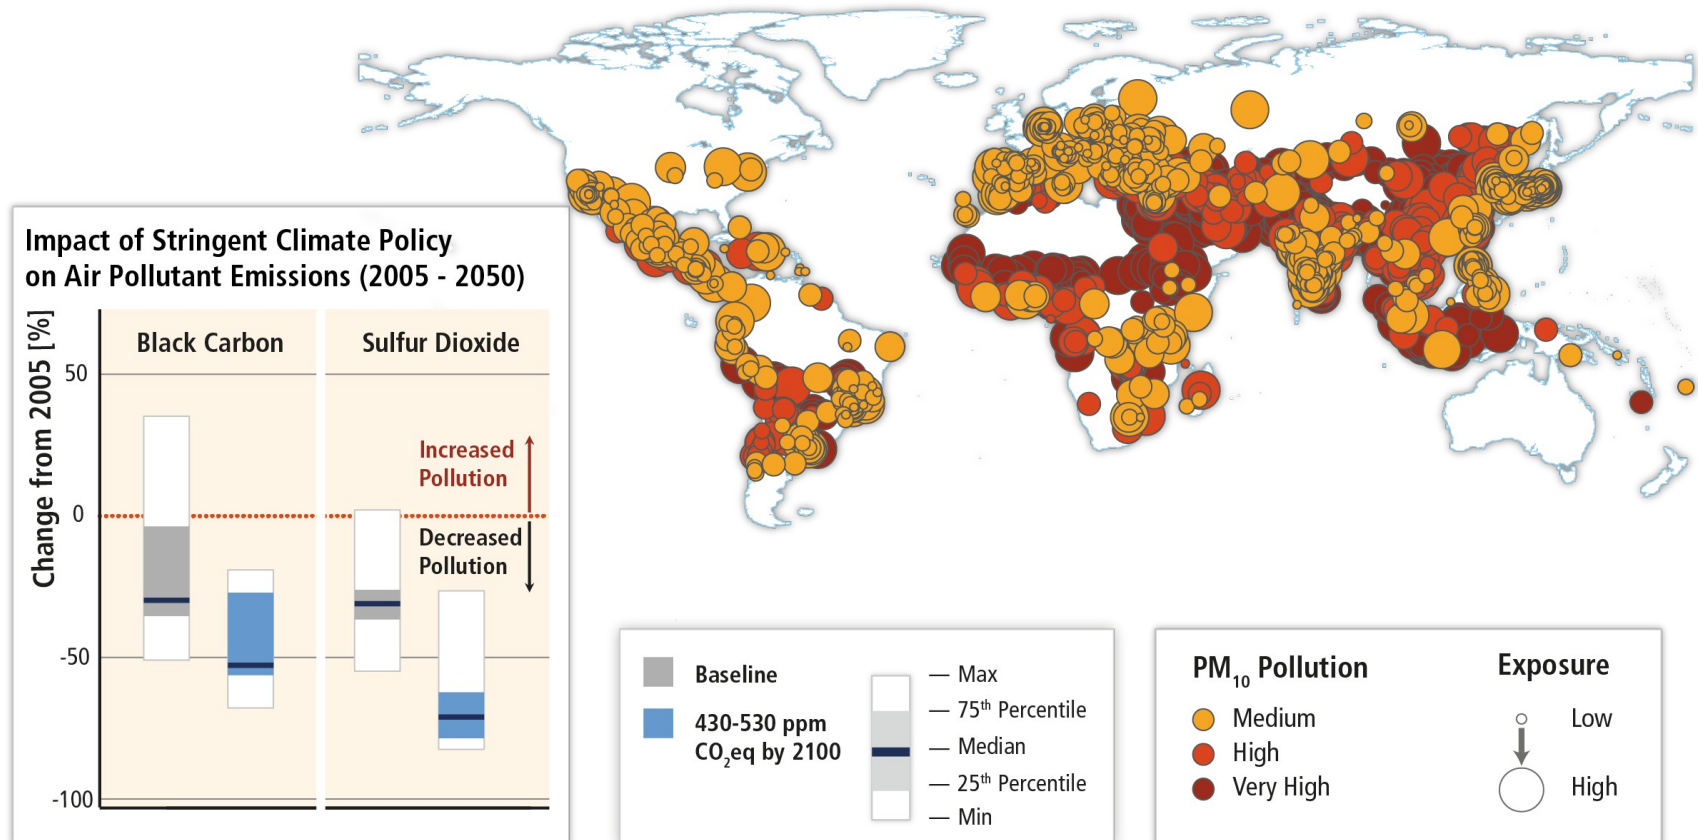 Impact of Stringent Climate Policy
on Air Pollutant Emissions (2005 - 2050)
Change from 2005 [%]
Black Carbon
Sulfur Dioxide
50
0
-50
-100
Increased
Pollution
Decreased
Pollution
Baseline
430-530 ppm
CO₂eq by 2100
— Max
— 75th Percentile
— Median
— 25th Percentile
— Min
PM₁₀ Pollution
Medium
High
Very High
Exposure
Low
High